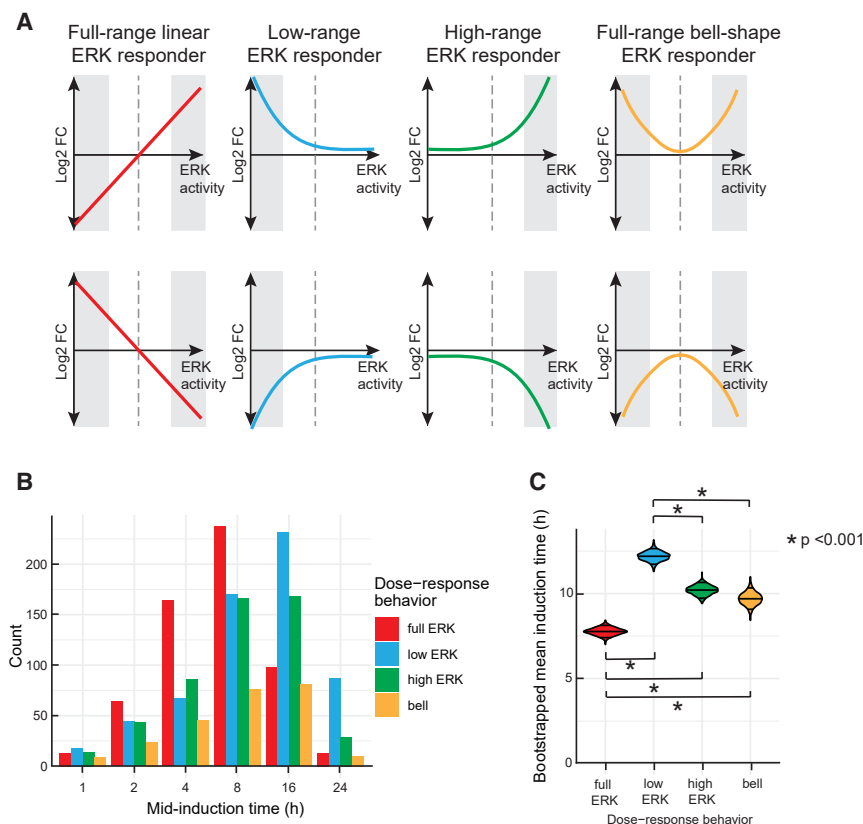 A
Full-range linear
ERK responder
Low-range
ERK responder
High-range
ERK responder
Full-range bell-shape
ERK responder
Log2 FC
ERK
activity
Log2 FC
ERK
activity
Log2 FC
ERK
activity
Log2 FC
ERK
activity
Log2 FC
ERK
activity
Log2 FC
ERK
activity
Log2 FC
ERK
activity
Log2 FC
ERK
activity
B
Count
200
150
100
50
0
1
2
4
8
16
24
Mid-induction time (h)
Dose−response
behavior
full ERK
low ERK
high ERK
bell
C
Bootstrapped mean induction time (h)
10
5
0
*
*
*
*
*
* p <0.001
full
ERK
low
ERK
high
ERK
bell
Dose−response behavior